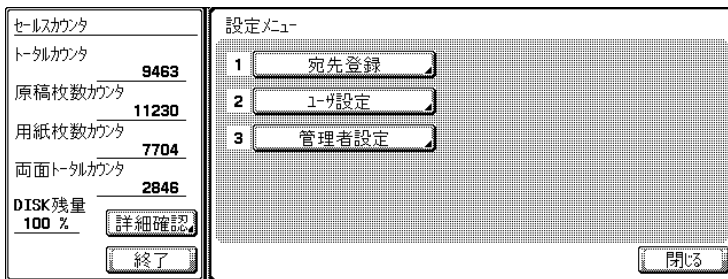 セールスカウンタ
トータルカウンタ
9463
原稿枚数カウンタ
11230
用紙枚数カウンタ
7704
両面トータルカウンタ
2846
DISK残量
100 %
詳細確認
終了
設定メニュー
1 宛先登録
2 ユーザ設定
3 管理者設定
閉じる